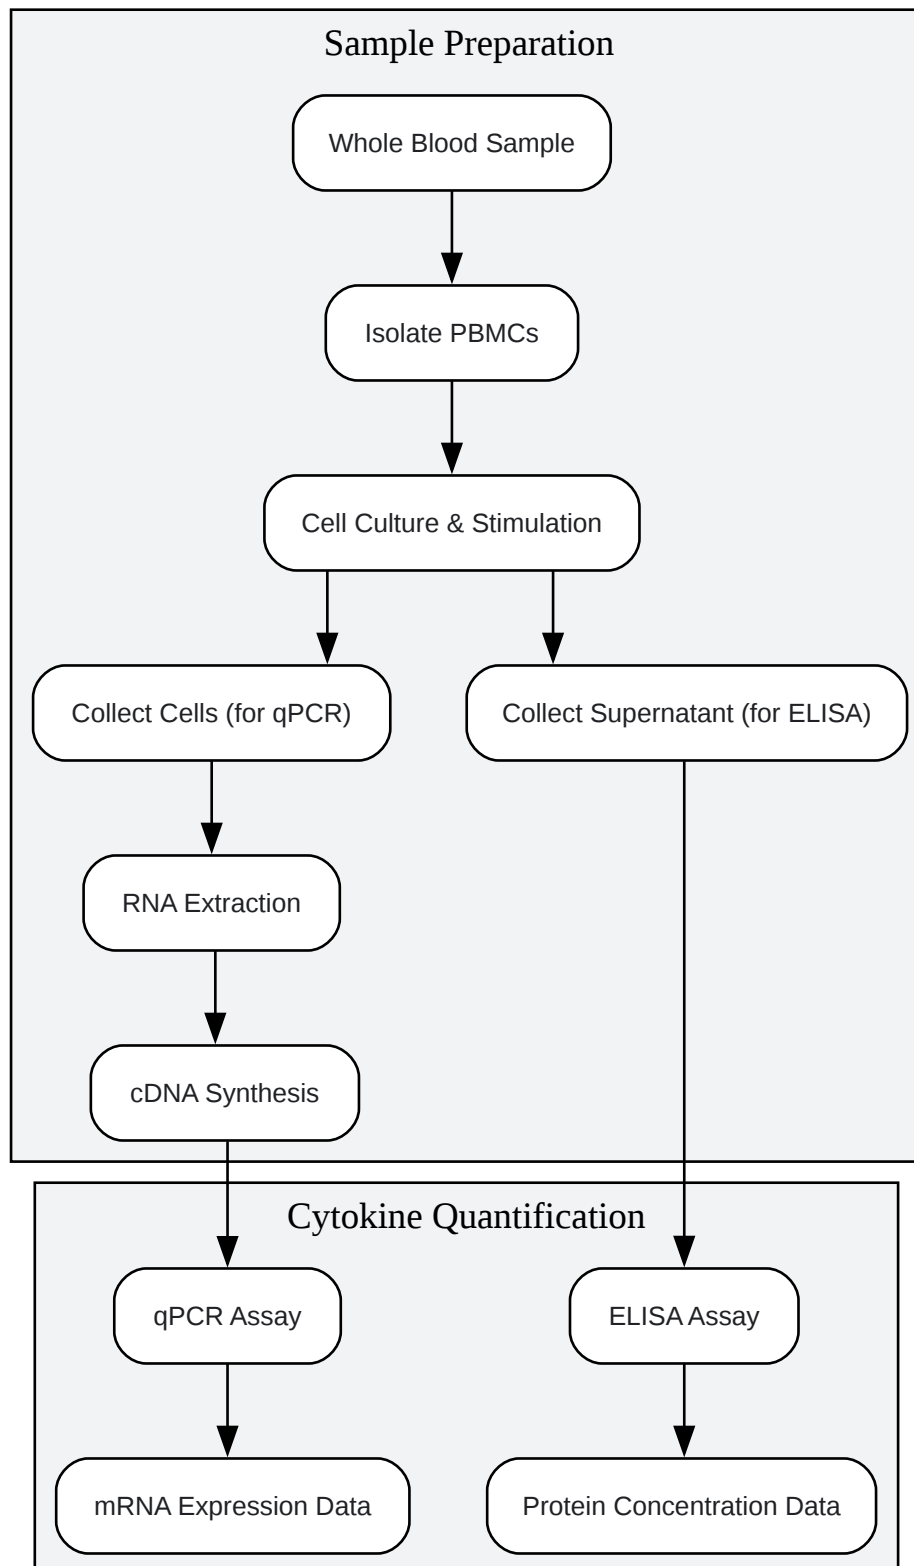 Sample Preparation
Whole Blood Sample
Isolate PBMCs
Cell Culture & Stimulation
Collect Cells (for qPCR)
Collect Supernatant (for ELISA)
RNA Extraction
cDNA Synthesis
Cytokine Quantification
qPCR Assay
ELISA Assay
mRNA Expression Data
Protein Concentration Data